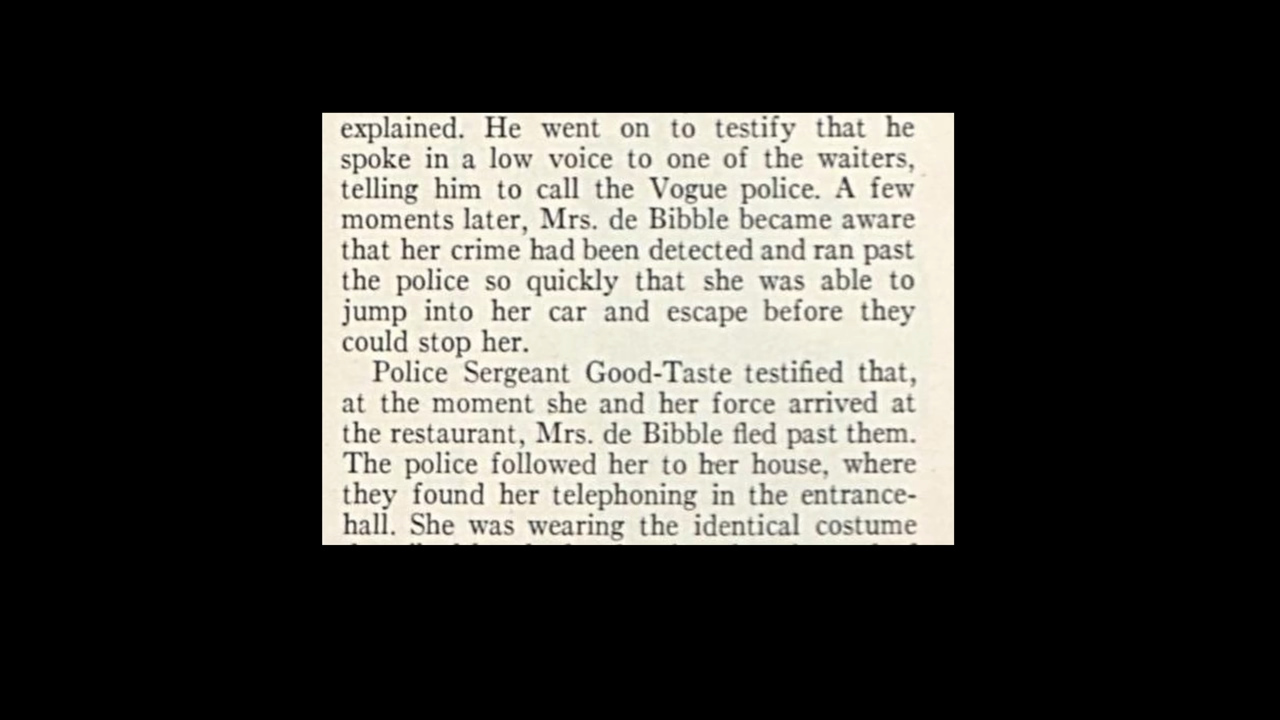 explained. He went on to testify that he
spoke in a low voice to one of the waiters,
telling him to call the Vogue police. A few
moments later, Mrs. de Bibble became aware
that her crime had been detected and ran past
the police so quickly that she was able to
jump into her car and escape before they
could stop her.
Police Sergeant Good-Taste testified that,
at the moment she and her force arrived at
the restaurant, Mrs. de Bibble fled past them.
The police followed her to her house, where
they found her telephoning in the entrance-
hall. She was wearing the identical costume